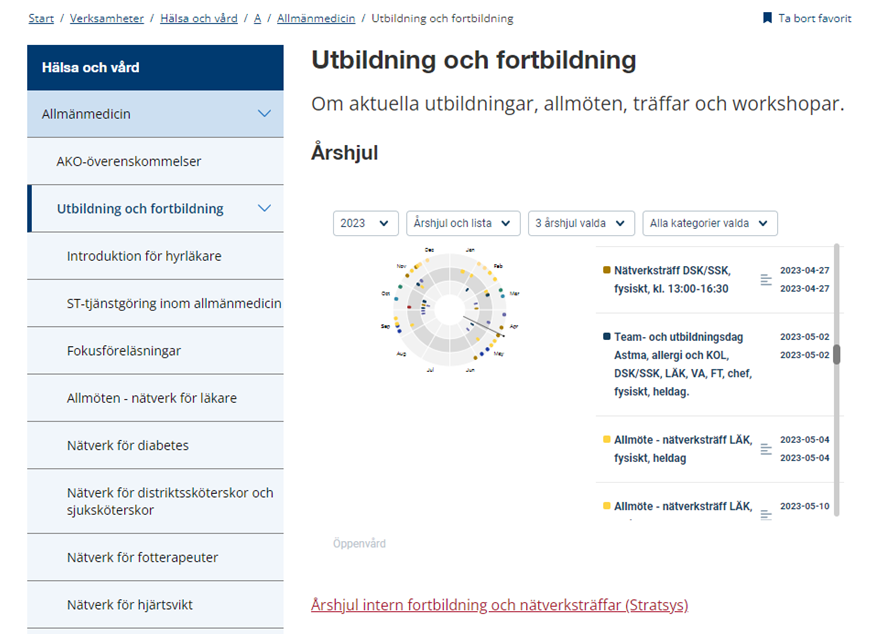 Start / Verksamheter / Hälsa och vård / A / Allmänmedicin / Utbildning och fortbildning
Ta bort favorit
Hälsa och vård
Allmänmedicin
AKO-överenskommelser
Utbildning och fortbildning
Introduktion för hyrläkare
ST-tjänstgöring inom allmänmedicin
Fokusföreläsningar
Allmöten - nätverk för läkare
Nätverk för diabetes
Nätverk för distriktssköterskor och
sjuksköterskor
Nätverk för fotterapeuter
Nätverk för hjärtsvikt
Utbildning och fortbildning
Om aktuella utbildningar, allmöten, träffar och workshopar.
Årshjul
2023
Årshjul och lista
3 årshjul valda
Alla kategorier valda
Dec
Jan
Nov
Feb
Oct
Mar
Sep
Apr
Aug
May
Jul
Jun
Nätverksträff DSK/SSK,
fysiskt, kl. 13:00-16:30
2023-04-27
2023-04-27
Team- och utbildningsdag
Astma, allergi och KOL,
DSK/SSK, LÄK, VA, FT, chef,
fysiskt, heldag.
2023-05-02
2023-05-02
Allmöte - nätverksträff LÄK,
fysiskt, heldag
2023-05-04
2023-05-04
Allmöte - nätverksträff LÄK,
2023-05-10
Öppenvård
Årshjul intern fortbildning och nätverksträffar (Stratsys)